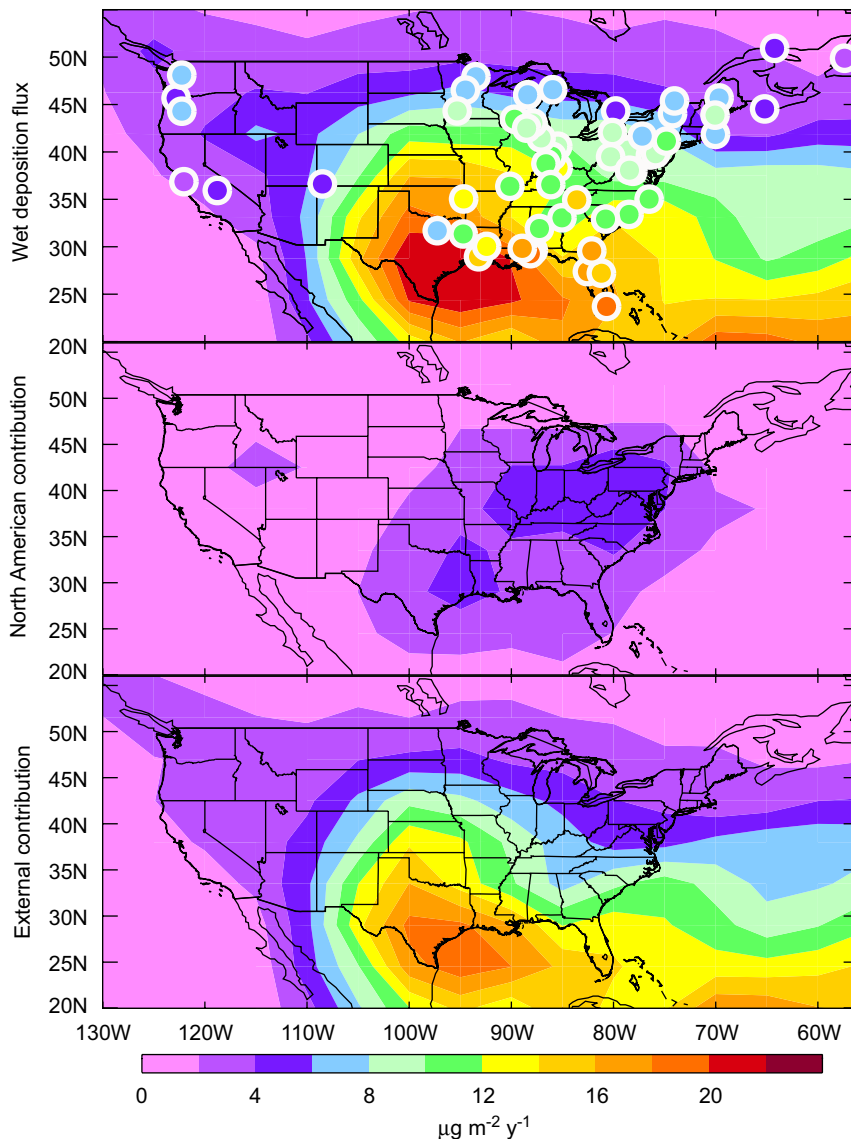 50N
45N
40N
35N
30N
25N
20N
Wet deposition flux
50N
45N
40N
35N
30N
25N
20N
North American contribution
50N
45N
40N
35N
30N
25N
20N
External contribution
130W 120W 110W 100W 90W 80W 70W 60W
0 4 8 12 16 20
μg m⁻² y⁻¹